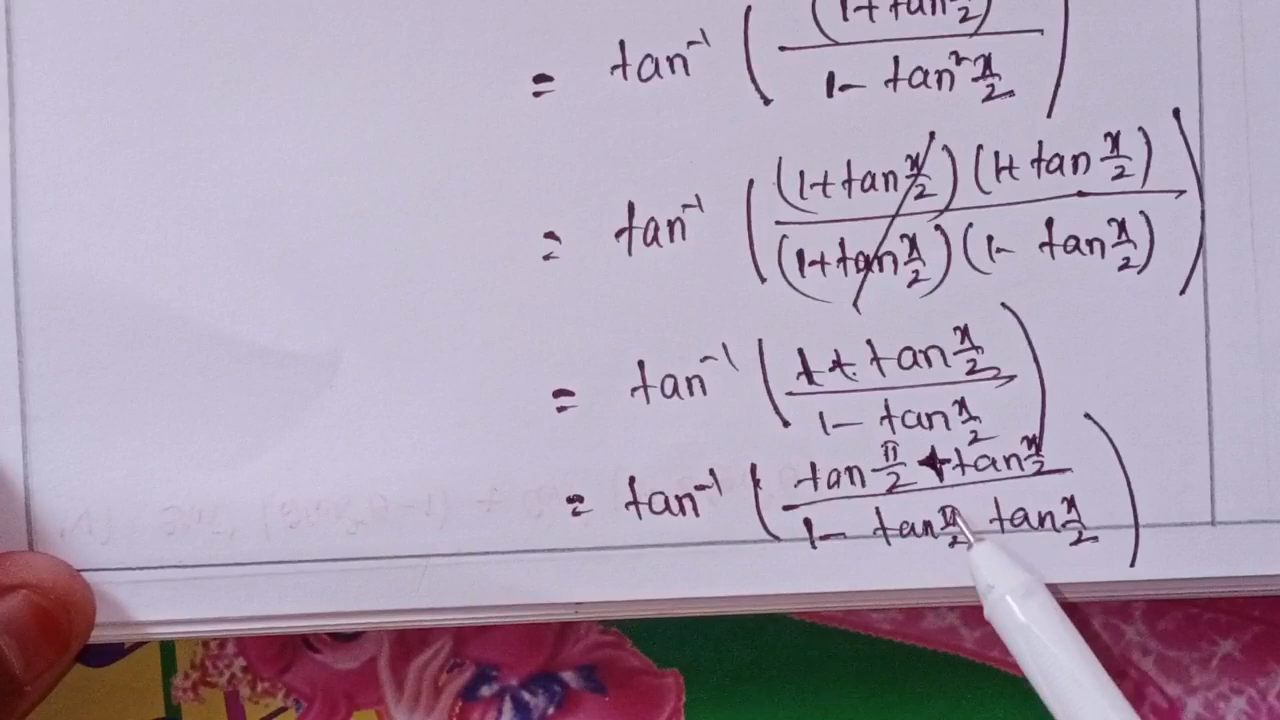 (1+ tan x/2)
= tan⁻¹ ( ───── )
1- tan² x/2
= tan⁻¹ ( (1+tan x/2) (1+ tan x/2) / (1+tan x/2) (1- tan x/2) )
= tan⁻¹ ( 1+ tan x/2 / 1- tan x/2 )
= tan⁻¹ ( tan π/2 + tan x/2 / 1- tan π/2 tan x/2 )